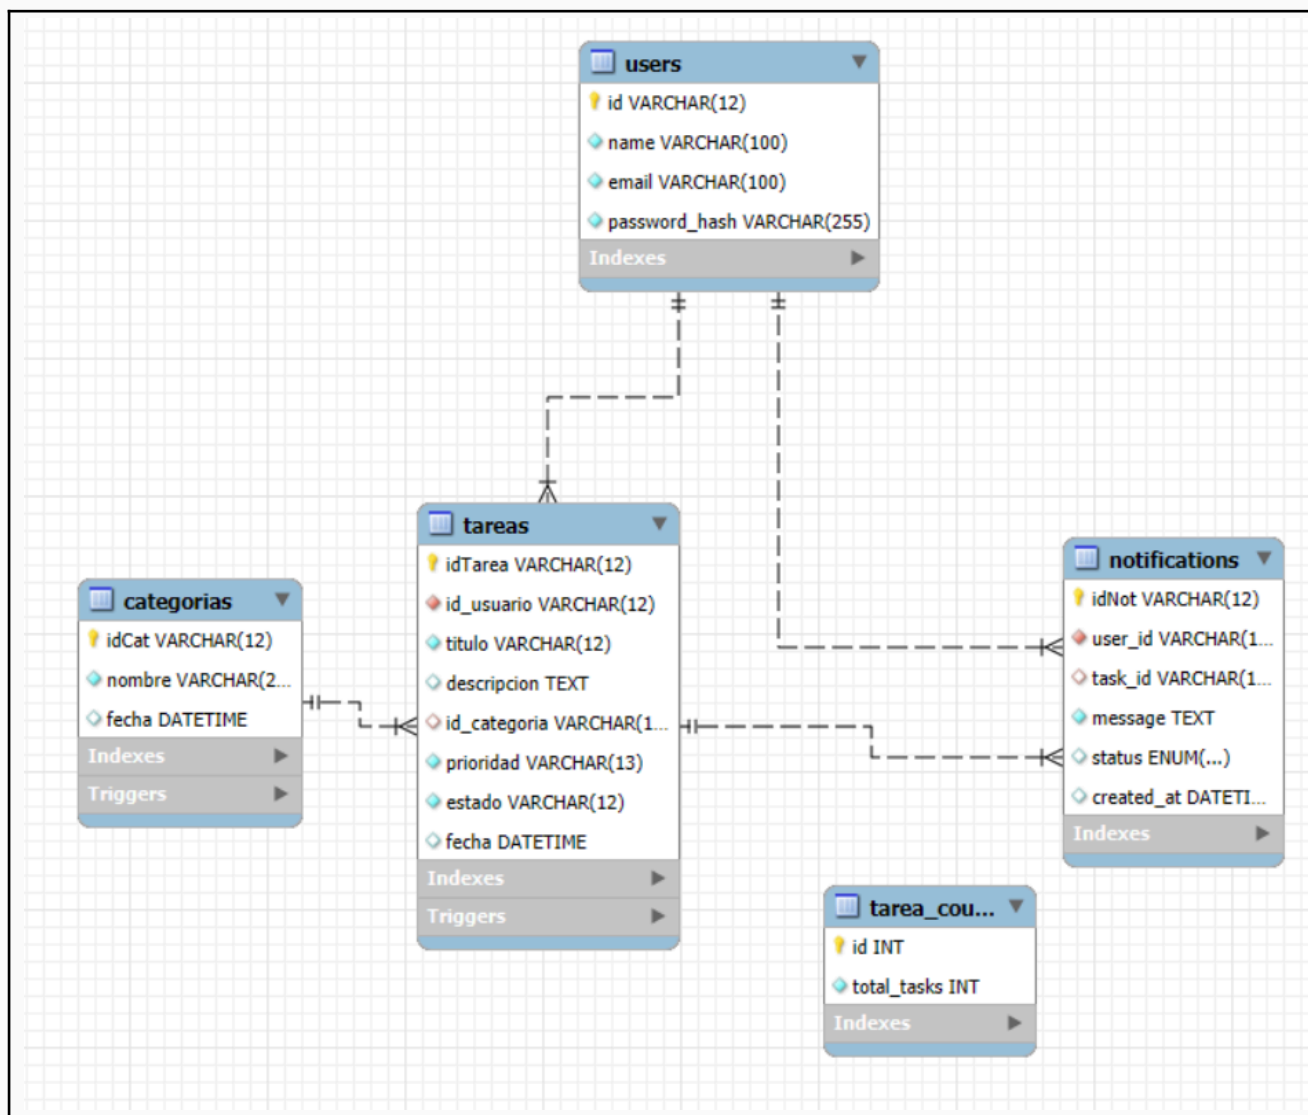 users
id VARCHAR(12)
name VARCHAR(100)
email VARCHAR(100)
password_hash VARCHAR(255)
Indexes
categorias
idCat VARCHAR(12)
nombre VARCHAR(2...
fecha DATETIME
Indexes
Triggers
tareas
idTarea VARCHAR(12)
id_usuario VARCHAR(12)
titulo VARCHAR(12)
descripcion TEXT
id_categoria VARCHAR(1...
prioridad VARCHAR(13)
estado VARCHAR(12)
fecha DATETIME
Indexes
Triggers
notifications
idNot VARCHAR(12)
user_id VARCHAR(1...
task_id VARCHAR(1...
message TEXT
status ENUM(...)
created_at DATETI...
Indexes
tarea_cou...
id INT
total_tasks INT
Indexes